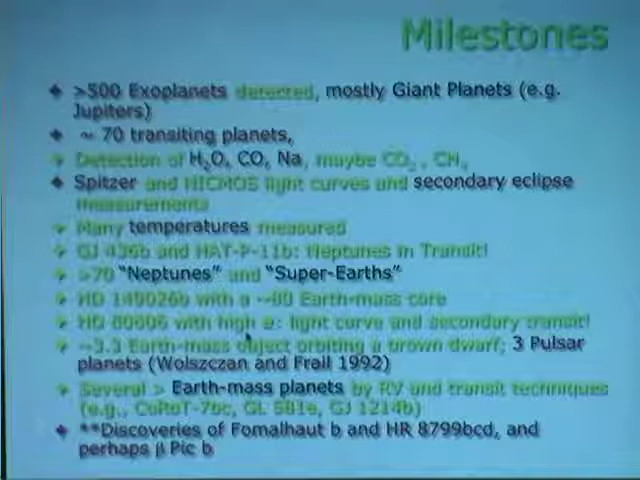 Milestones
>500 Exoplanets detected, mostly Giant Planets (e.g.
Jupiters)
~ 70 transiting planets,
Detection of H₂O, CO, Na, maybe CO₂ , CH₄
Spitzer and NICMOS light curves and secondary eclipse
measurements
Many temperatures measured
GJ 436b and HAT-P-11b: Neptunes in Transit!
>70 "Neptunes" and "Super-Earths"
HD 149026b with a ~80 Earth-mass core
HD 80606 with high e: light curve and secondary transit!
~3.3 Earth-mass object orbiting a brown dwarf; 3 Pulsar
planets (Wolszczan and Frail 1992)
Several > Earth-mass planets by RV and transit techniques
(e.g., CoRoT-7bc, GL 581e, GJ 1214b)
**Discoveries of Fomalhaut b and HR 8799bcd, and
perhaps β Pic b